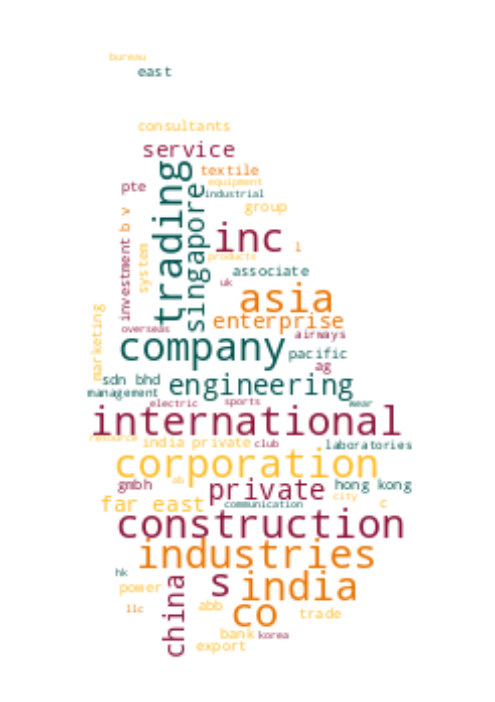 bureau
east
consultants
service
trading
textile
equipment
pte
singapore
industrial
group
b v
investment
system
inc
l
products
associate
uk
asia
marketing
overseas
enterprise
airways
company
pacific
ag
sdn bhd
engineering
management
electric
sports
wear
international
resource
india private
club
laboratories
corporation
gmbh
ab
private
hong kong
city
far east
communication
c
construction
industries
hk
china
s
india
power
llc
abb
co
trade
bank
korea
export